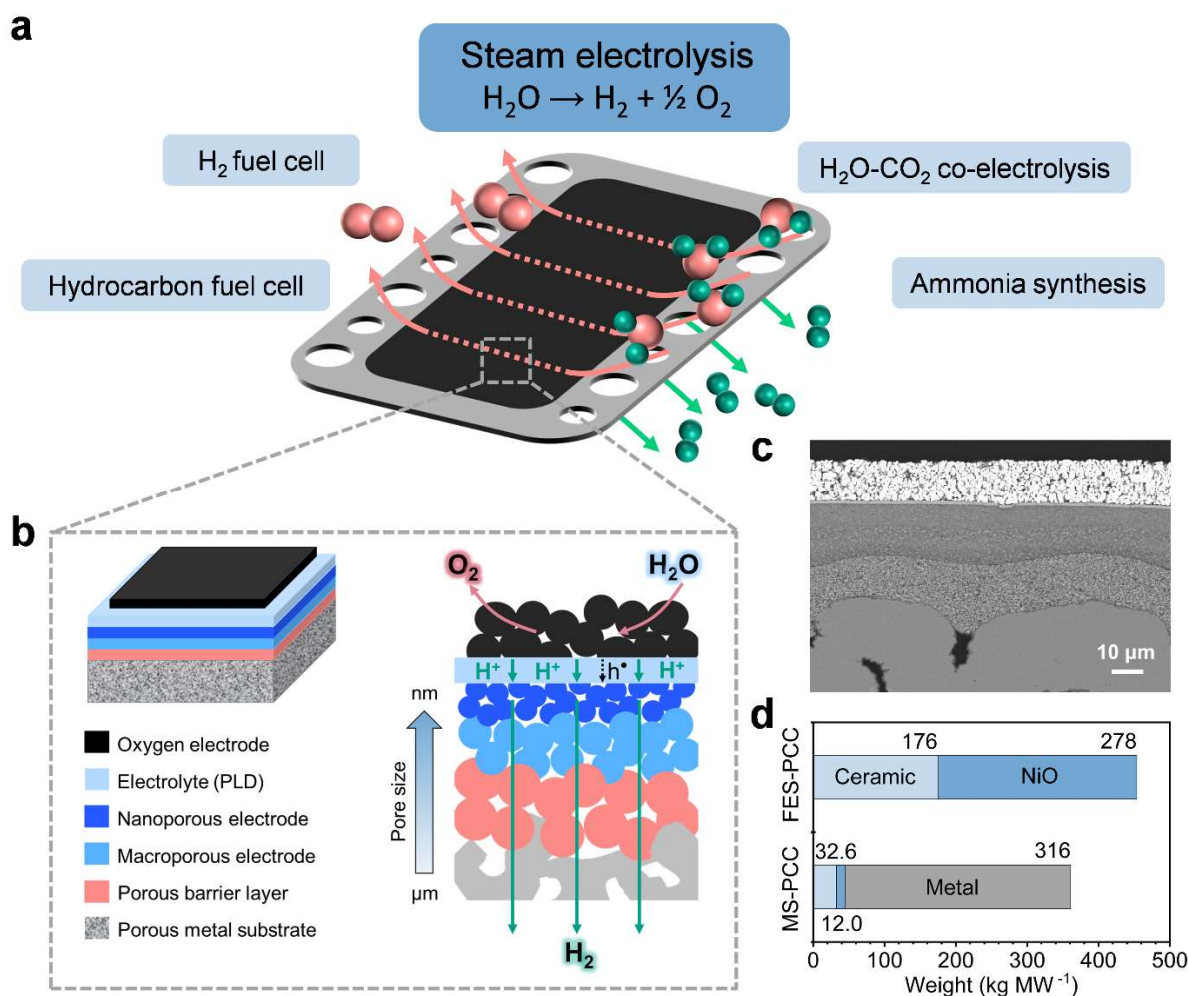 a
Steam electrolysis
H₂O → H₂ + ½ O₂
H₂ fuel cell
H₂O-CO₂ co-electrolysis
Hydrocarbon fuel cell
Ammonia synthesis
b
O₂
H₂O
H⁺ H⁺ h• H⁺
nm
Pore size
µm
H₂
Oxygen electrode
Electrolyte (PLD)
Nanoporous electrode
Macroporous electrode
Porous barrier layer
Porous metal substrate
c
10 µm
d
FES-PCC
176
278
Ceramic
NiO
MS-PCC
32.6
316
Metal
12.0
0 100 200 300 400 500
Weight (kg MW⁻¹)